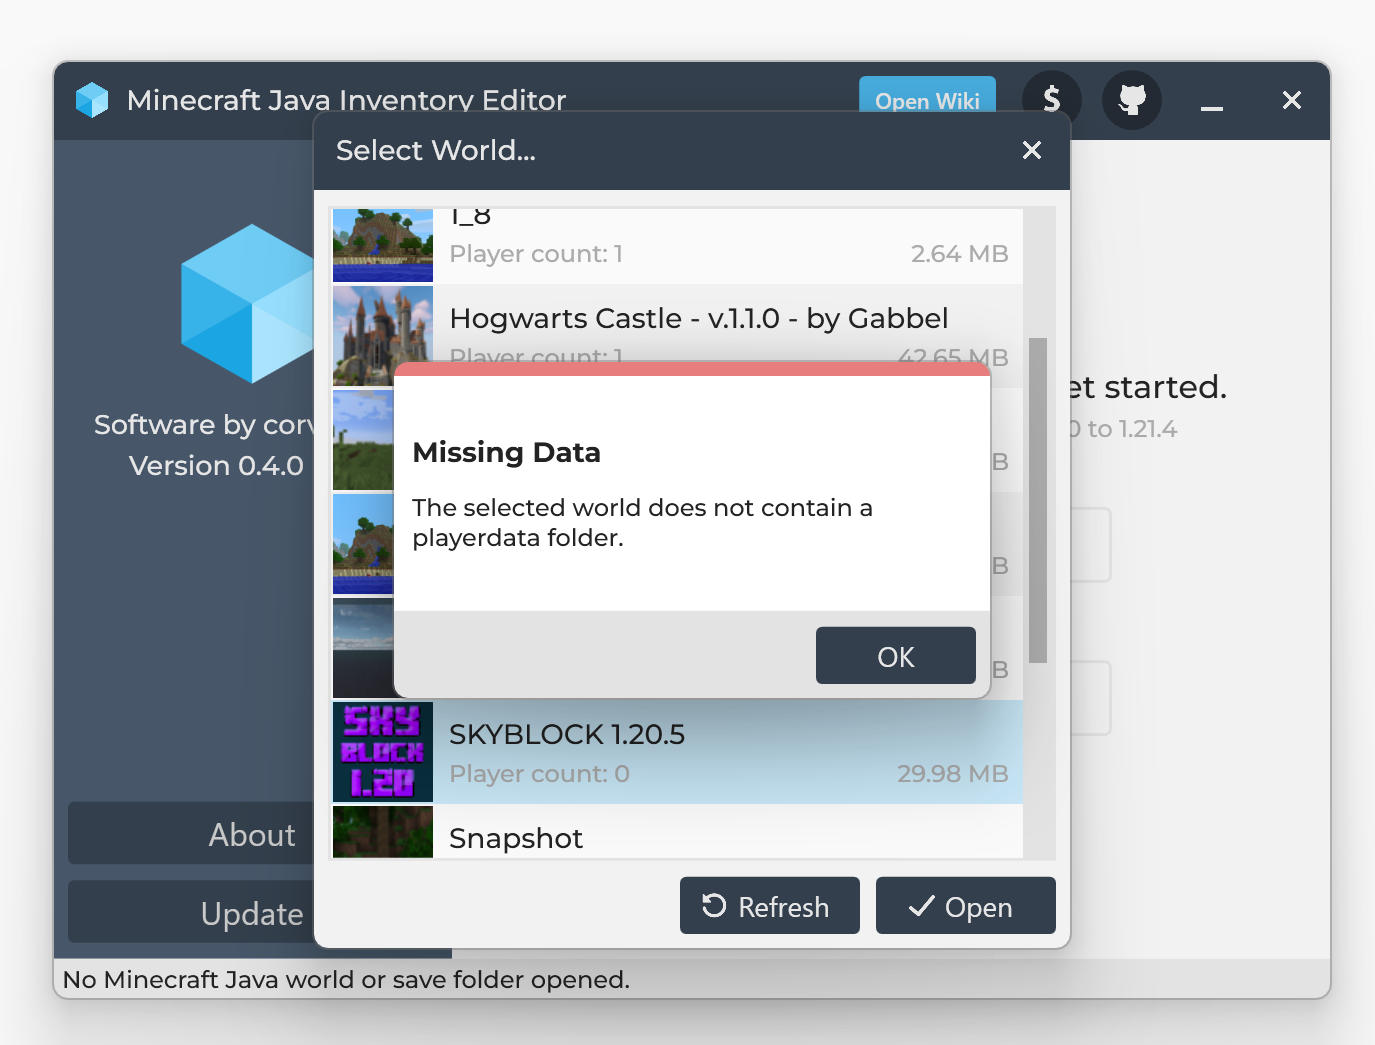 Minecraft Java Inventory Editor
Open Wiki
$
Select World...
1_8
Player count: 1
2.64 MB
Hogwarts Castle - v.1.1.0 - by Gabbel
Player count: 1
42.65 MB
Software by corv
Version 0.4.0
et started.
0 to 1.21.4
B
Missing Data
The selected world does not contain a
playerdata folder.
B
OK
B
SKY
BLOCK
1.20
SKYBLOCK 1.20.5
Player count: 0
29.98 MB
Snapshot
About
Update
Refresh
Open
No Minecraft Java world or save folder opened.